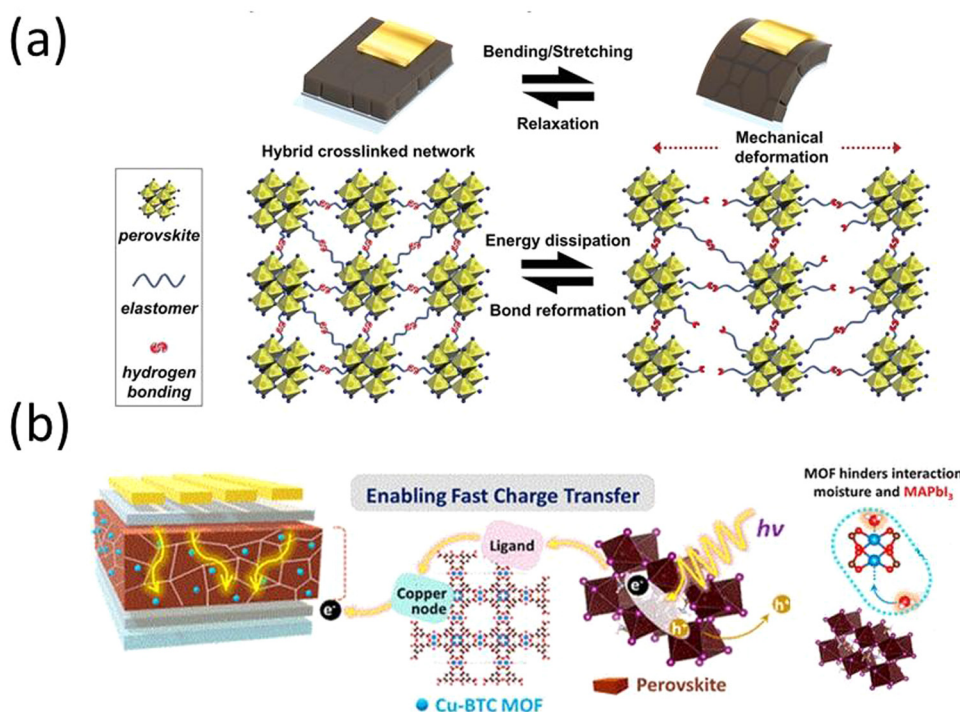 (a)
Bending/Stretching
Relaxation
Hybrid crosslinked network
Mechanical
deformation
perovskite
elastomer
hydrogen
bonding
Energy dissipation
Bond reformation
(b)
Enabling Fast Charge Transfer
MOF hinders interaction
moisture and MAPbI₃
hν
Ligand
Copper
node
e⁻
e⁻
h⁺
h⁺
Cu-BTC MOF
Perovskite